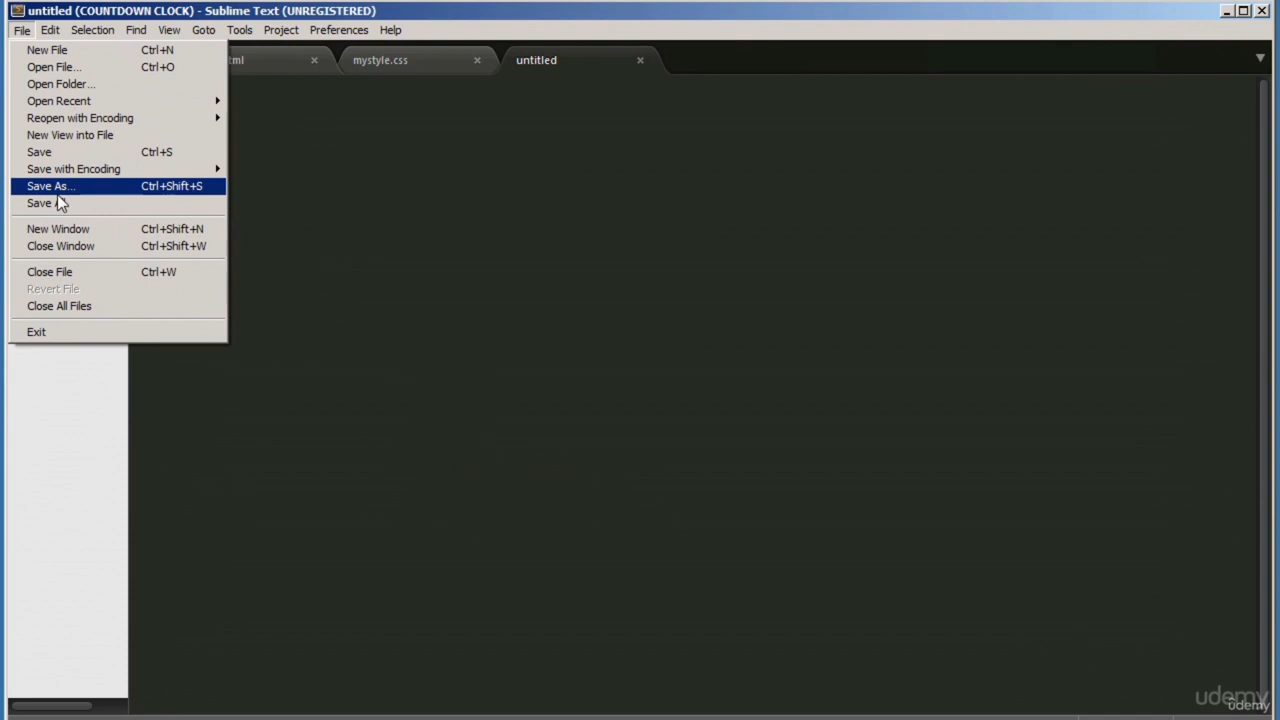 untitled (COUNTDOWN CLOCK) - Sublime Text (UNREGISTERED)
File Edit Selection Find View Goto Tools Project Preferences Help
tml mystyle.css untitled
New File Ctrl+N
Open File... Ctrl+O
Open Folder...
Open Recent
Reopen with Encoding
New View into File
Save Ctrl+S
Save with Encoding
Save As... Ctrl+Shift+S
Save
New Window Ctrl+Shift+N
Close Window Ctrl+Shift+W
Close File Ctrl+W
Revert File
Close All Files
Exit
udemy
udemy